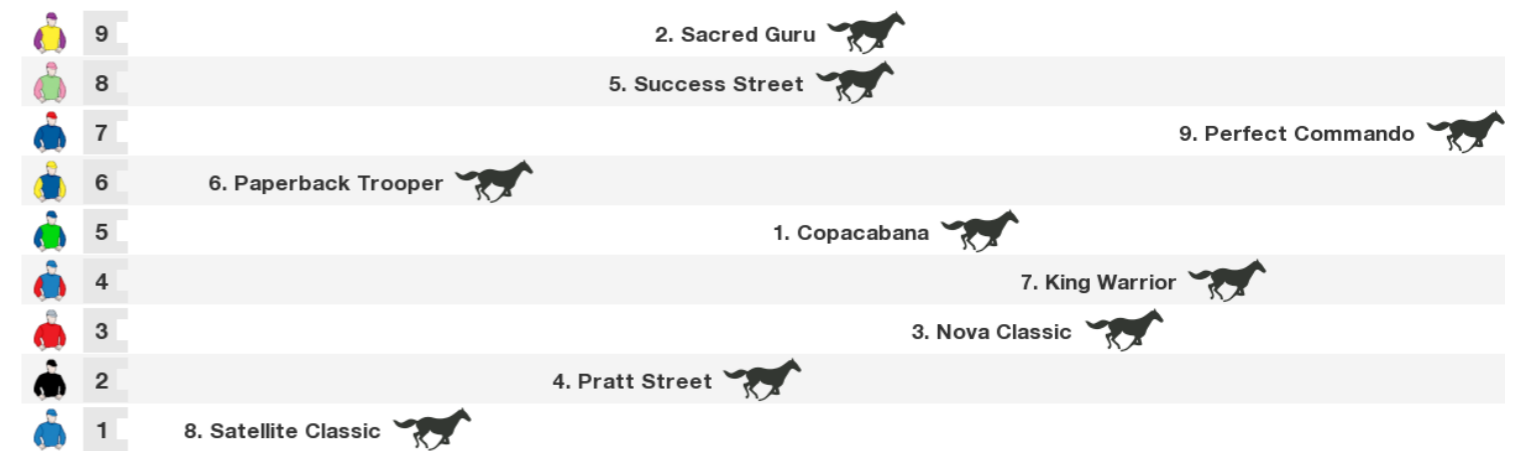 9 2. Sacred Guru
8 5. Success Street
7 9. Perfect Commando
6 6. Paperback Trooper
5 1. Copacabana
4 7. King Warrior
3 3. Nova Classic
2 4. Pratt Street
1 8. Satellite Classic